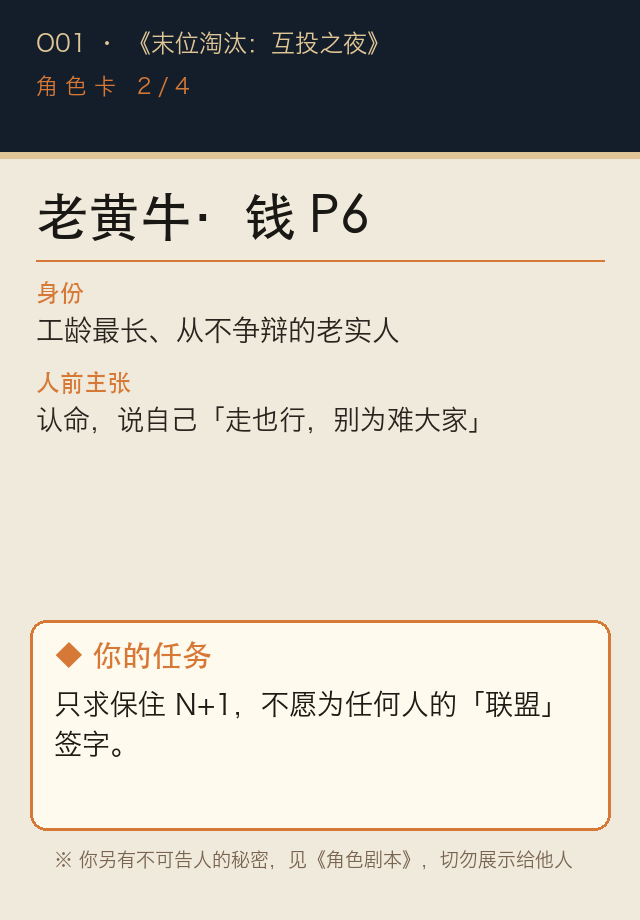 O01 · 《末位淘汰：互投之夜》
角色卡 2/4
老黄牛· 钱 P6
身份
工龄最长、从不争辩的老实人
人前主张
认命，说自己「走也行，别为难大家」
◆ 你的任务
只求保住 N+1，不愿为任何人的「联盟」
签字。
※ 你另有不可告人的秘密，见《角色剧本》，切勿展示给他人